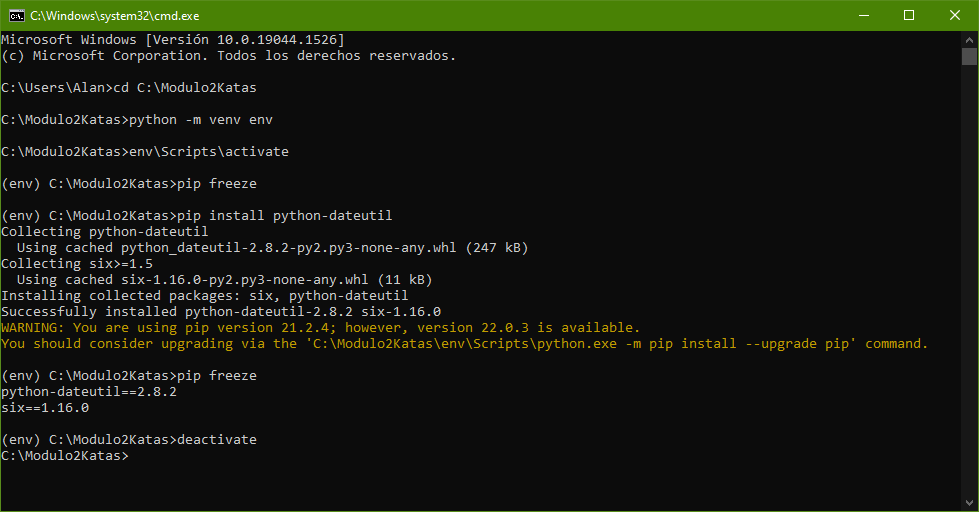 C:\Windows\system32\cmd.exe
Microsoft Windows [Versión 10.0.19044.1526]
(c) Microsoft Corporation. Todos los derechos reservados.
C:\Users\Alan>cd C:\Modulo2Katas
C:\Modulo2Katas>python -m venv env
C:\Modulo2Katas>env\Scripts\activate
(env) C:\Modulo2Katas>pip freeze
(env) C:\Modulo2Katas>pip install python-dateutil
Collecting python-dateutil
  Using cached python_dateutil-2.8.2-py2.py3-none-any.whl (247 kB)
Collecting six>=1.5
  Using cached six-1.16.0-py2.py3-none-any.whl (11 kB)
Installing collected packages: six, python-dateutil
Successfully installed python-dateutil-2.8.2 six-1.16.0
WARNING: You are using pip version 21.2.4; however, version 22.0.3 is available.
You should consider upgrading via the 'C:\Modulo2Katas\env\Scripts\python.exe -m pip install --upgrade pip' command.
(env) C:\Modulo2Katas>pip freeze
python-dateutil==2.8.2
six==1.16.0
(env) C:\Modulo2Katas>deactivate
C:\Modulo2Katas>